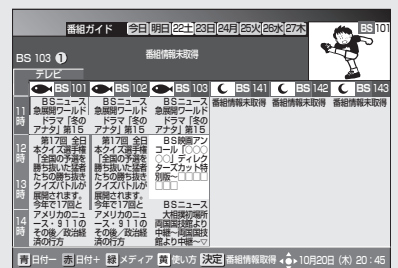 番組ガイド 今日 明日 22土 23日 24月 25火 26水 27木 BS 101
BS 103 ❶ 番組情報未取得
テレビ
BS 101 BS 102 BS 103 BS 141 BS 142 BS 143
11時
BSニュース
急展開ワールド
ドラマ「冬の
アナタ」第15
BSニュース
急展開ワールド
ドラマ「冬の
アナタ」第15
BSニュース
急展開ワールド
ドラマ「冬の
アナタ」第15
番組情報未取得 番組情報未取得 番組情報未取得
12時
13時
第17回 全日
本クイズ選手権
「全国の予選を
勝ち抜いた猛者
たちの勝ち抜き
クイズバトルが
展開されます。
今年で17回と
第17回 全日
本クイズ選手権
「全国の予選を
勝ち抜いた猛者
たちの勝ち抜き
クイズバトルが
展開されます。
今年で17回と
BS映画アン
コール「○○○
○○」ディレク
ターズカット特
別版~□□□□
□□□
BSニュース
14時
アメリカのニュ
ース・911の
その後/政治経
済の行方
アメリカのニュ
ース・911の
その後/政治経
済の行方
大相撲初場所
両国国技館より
中継~両国国技
館より中継~▽
青 日付− 赤 日付+ 緑 メディア 黄 使い方 決定 番組情報取得 10月20日 (木) 20:45